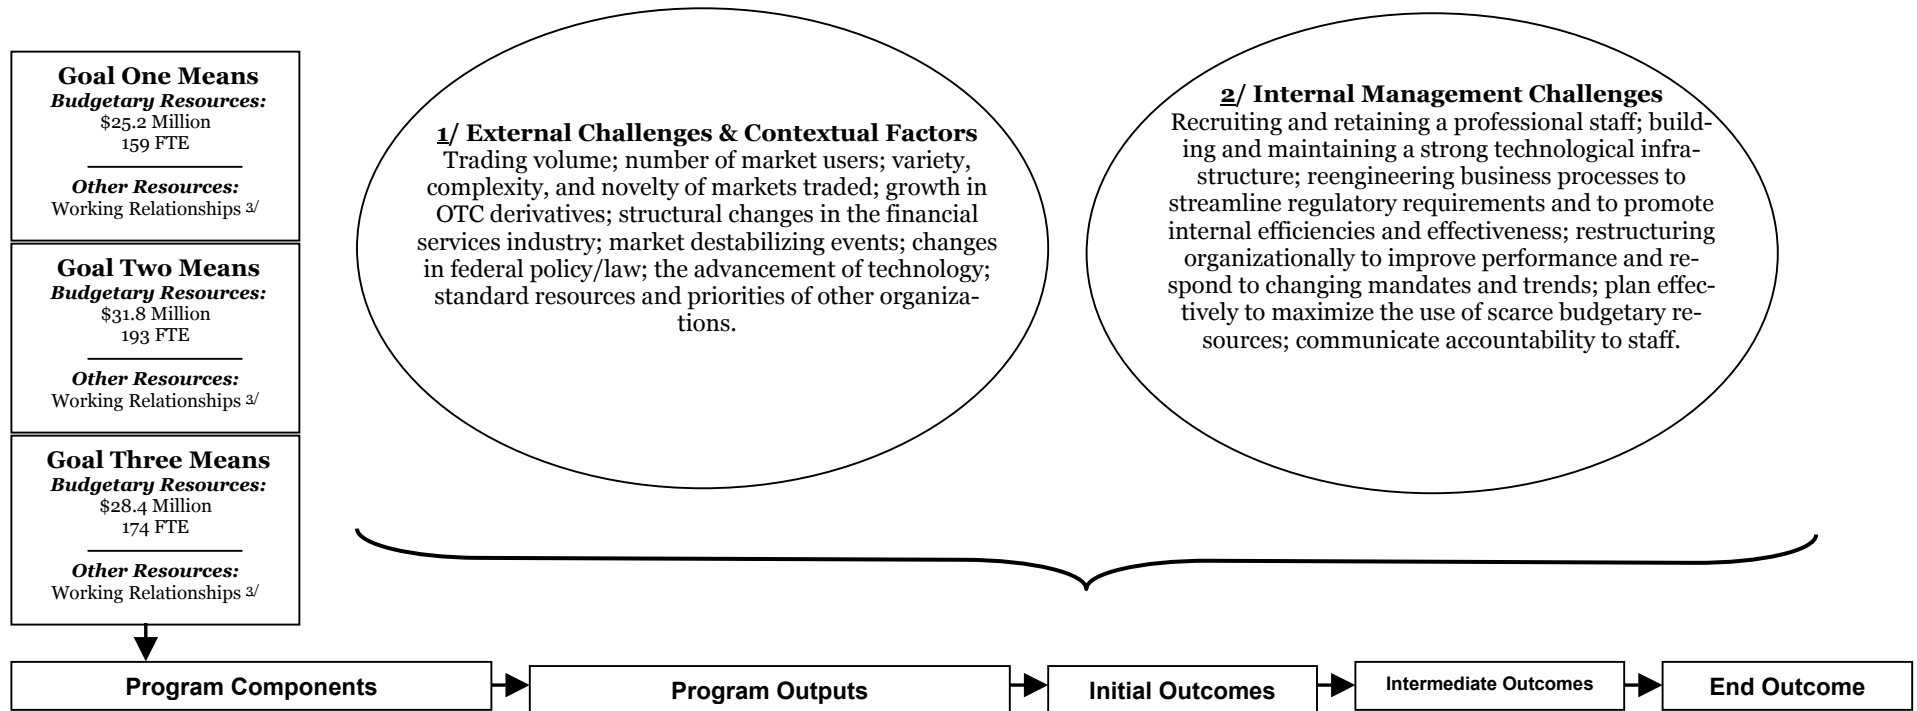 Goal One Means
Budgetary Resources:
$25.2 Million
159 FTE
Other Resources:
Working Relationships 3/
Goal Two Means
Budgetary Resources:
$31.8 Million
193 FTE
Other Resources:
Working Relationships 3/
Goal Three Means
Budgetary Resources:
$28.4 Million
174 FTE
Other Resources:
Working Relationships 3/
1/ External Challenges & Contextual Factors
Trading volume; number of market users; variety,
complexity, and novelty of markets traded; growth in
OTC derivatives; structural changes in the financial
services industry; market destabilizing events; changes
in federal policy/law; the advancement of technology;
standard resources and priorities of other organiza-
tions.
2/ Internal Management Challenges
Recruiting and retaining a professional staff; build-
ing and maintaining a strong technological infra-
structure; reengineering business processes to
streamline regulatory requirements and to promote
internal efficiencies and effectiveness; restructuring
organizationally to improve performance and re-
spond to changing mandates and trends; plan effec-
tively to maximize the use of scarce budgetary re-
sources; communicate accountability to staff.
Program Components
Program Outputs
Initial Outcomes
Intermediate Outcomes
End Outcome